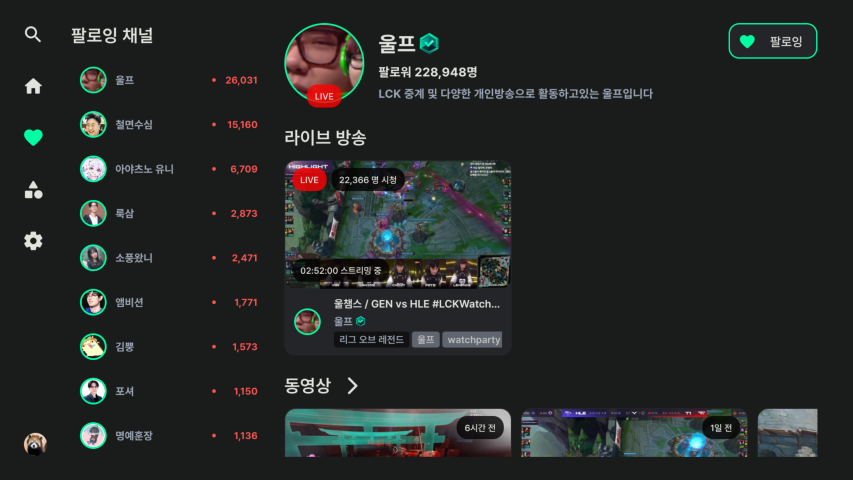 팔로잉 채널
울프
26,031
철면수심
15,160
아야츠노 유니
6,709
룩삼
2,873
소풍왔니
2,471
앰비션
1,771
김뿡
1,573
포셔
1,150
명예훈장
1,136
울프
팔로워 228,948명
LCK 중계 및 다양한 개인방송으로 활동하고있는 울프입니다
LIVE
팔로잉
라이브 방송
HIGHLIGHT
LIVE
22,366 명 시청
02:52:00 스트리밍 중
울챔스 / GEN vs HLE #LCKWatch...
울프
리그 오브 레전드
울프
watchparty
동영상
6시간 전
HLE
T1
1일 전